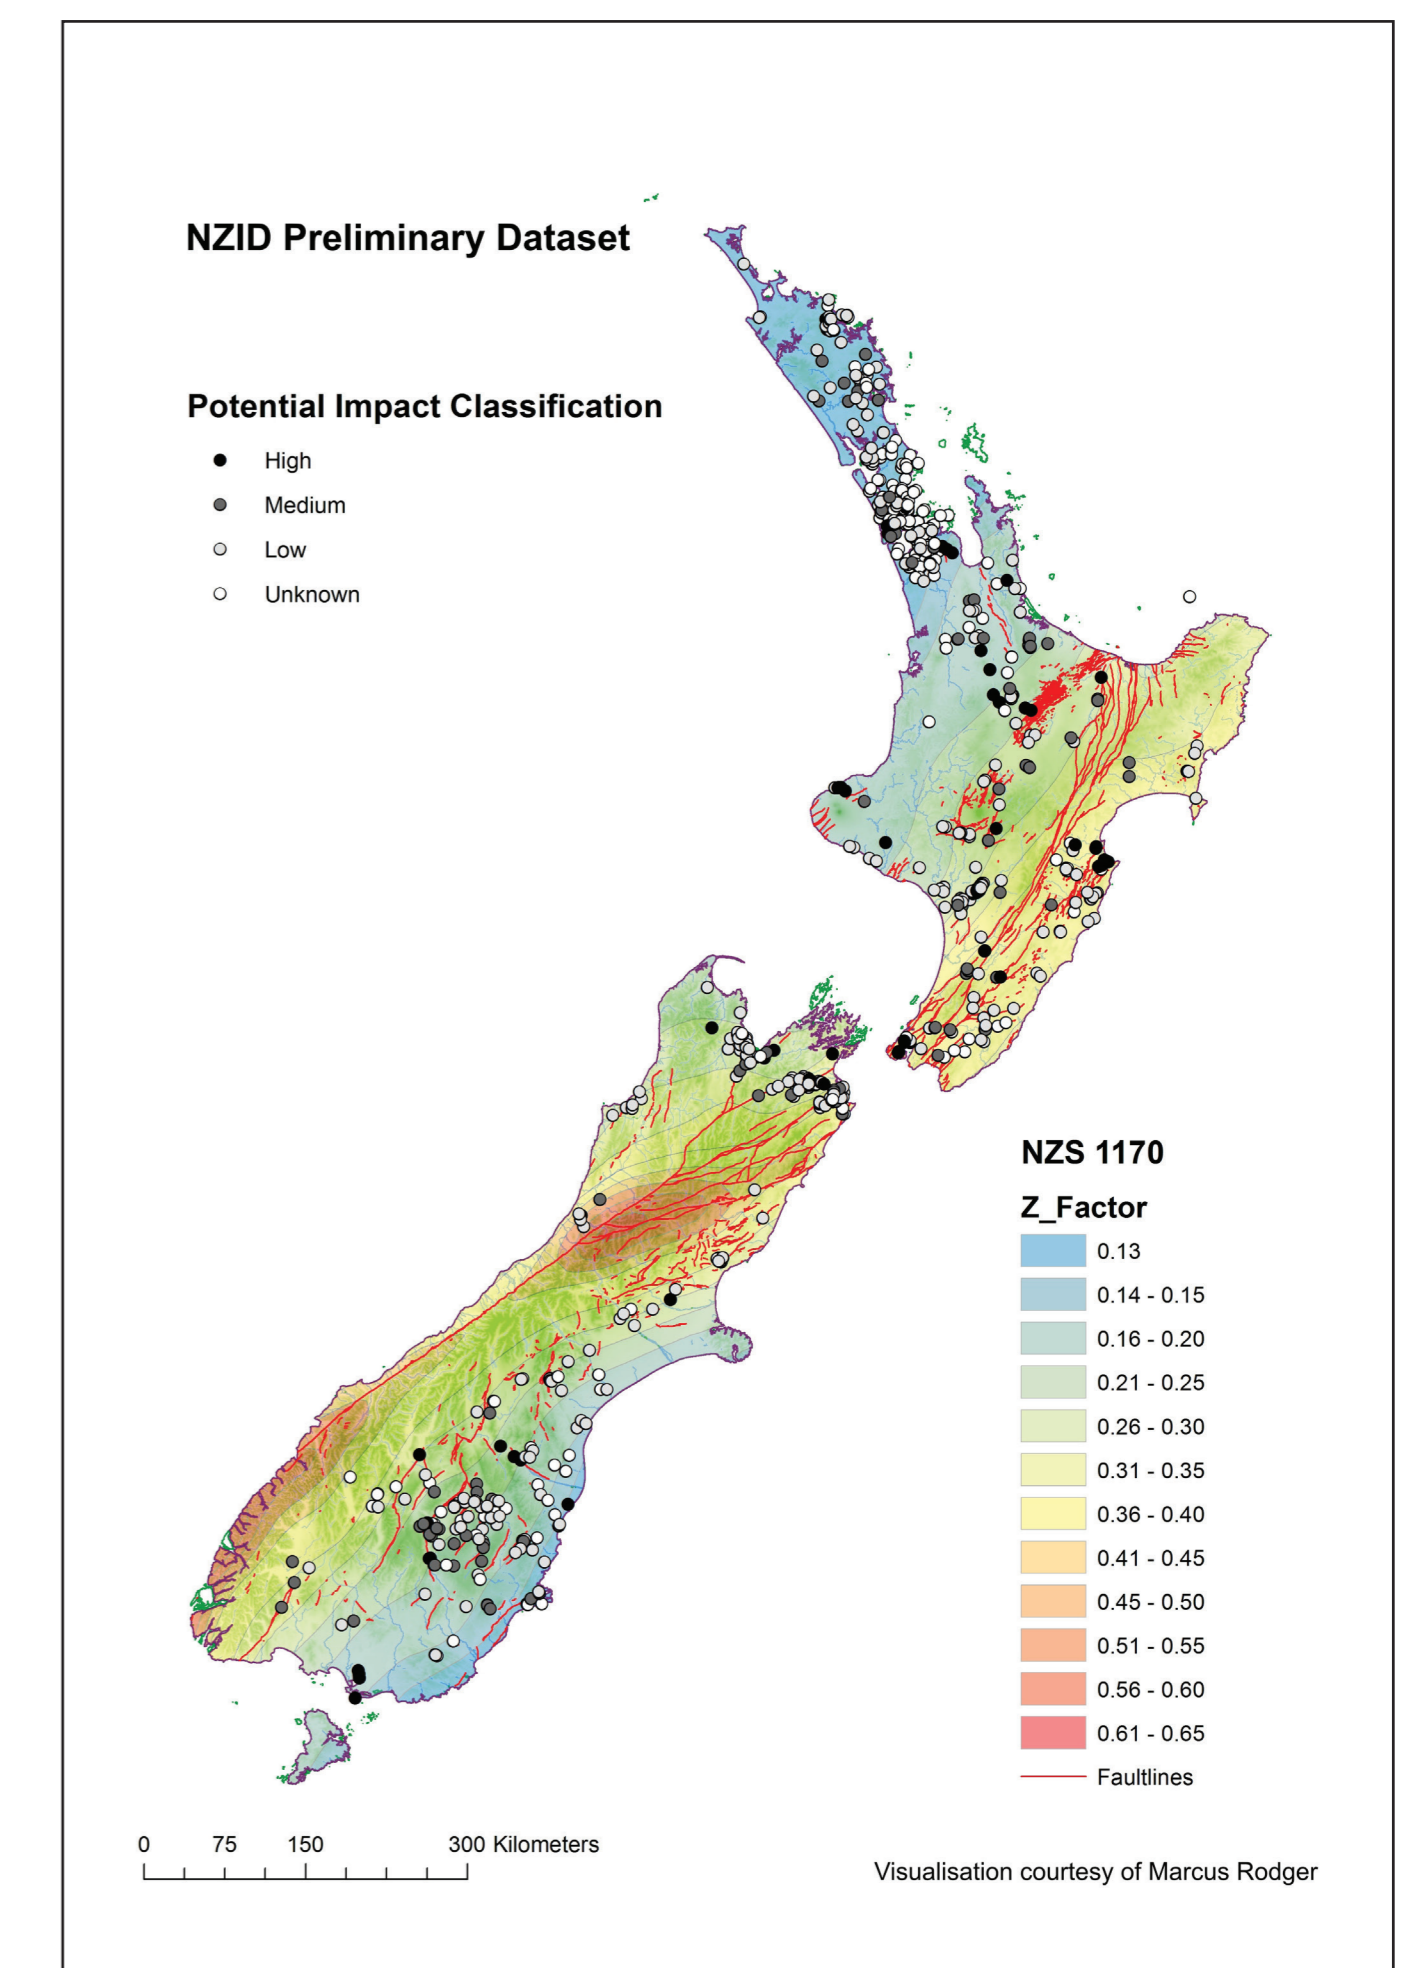 NZID Preliminary Dataset
Potential Impact Classification
High
Medium
Low
Unknown
NZS 1170
Z_Factor
0.13
0.14 - 0.15
0.16 - 0.20
0.21 - 0.25
0.26 - 0.30
0.31 - 0.35
0.36 - 0.40
0.41 - 0.45
0.45 - 0.50
0.51 - 0.55
0.56 - 0.60
0.61 - 0.65
Faultlines
0 75 150 300 Kilometers
Visualisation courtesy of Marcus Rodger